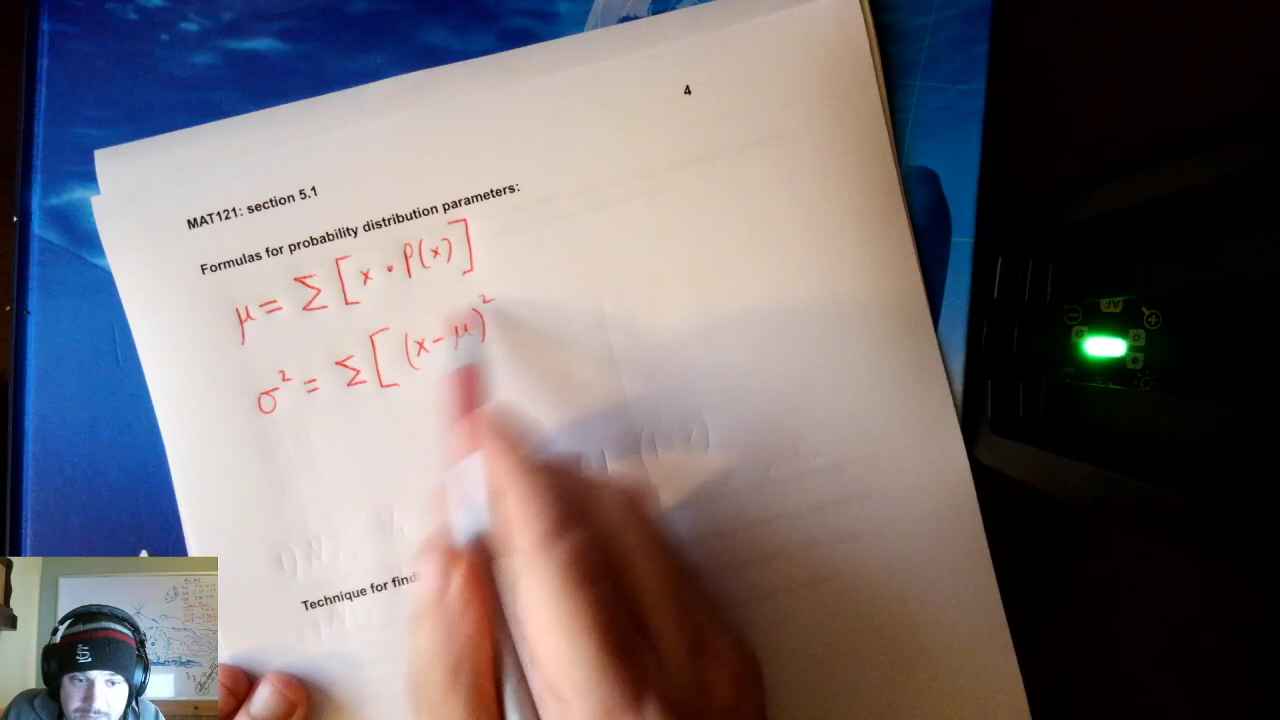 4
MAT121: section 5.1
Formulas for probability distribution parameters:
μ = Σ [x · P(x)]
σ² = Σ [(x-μ)²
Technique for find